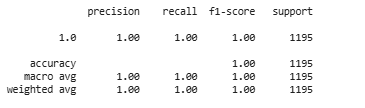 precision recall f1-score support
1.0 1.00 1.00 1.00 1195
accuracy 1.00 1195
macro avg 1.00 1.00 1.00 1195
weighted avg 1.00 1.00 1.00 1195